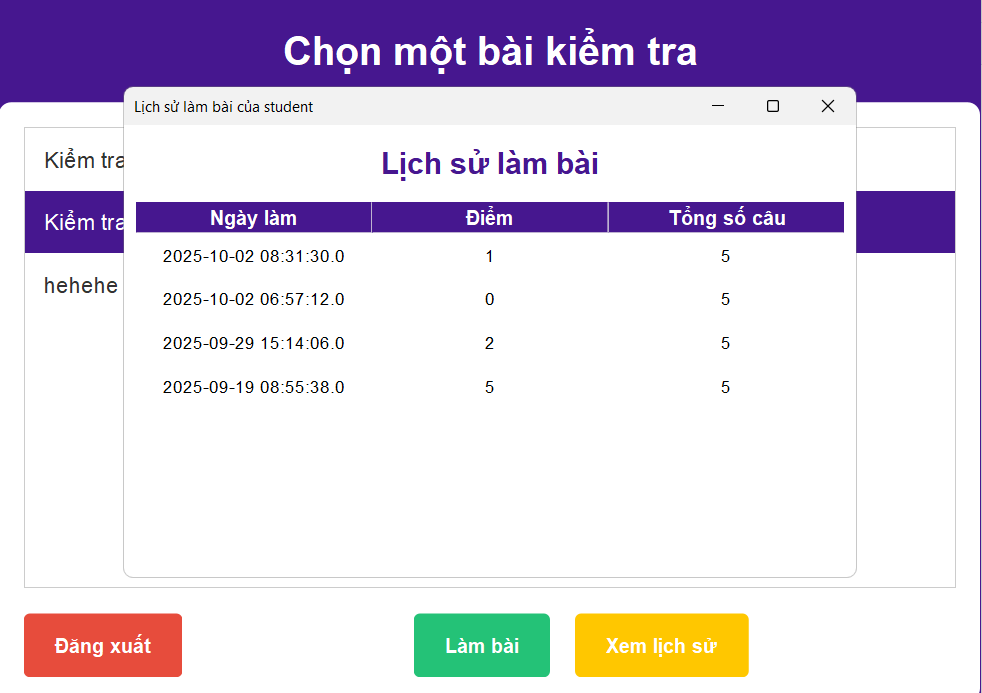 Chọn một bài kiểm tra
Lịch sử làm bài của student
Lịch sử làm bài
Ngày làm Điểm Tổng số câu
2025-10-02 08:31:30.0 1 5
2025-10-02 06:57:12.0 0 5
2025-09-29 15:14:06.0 2 5
2025-09-19 08:55:38.0 5 5
Kiểm tra
Kiểm tra
hehehe
Đăng xuất Làm bài Xem lịch sử